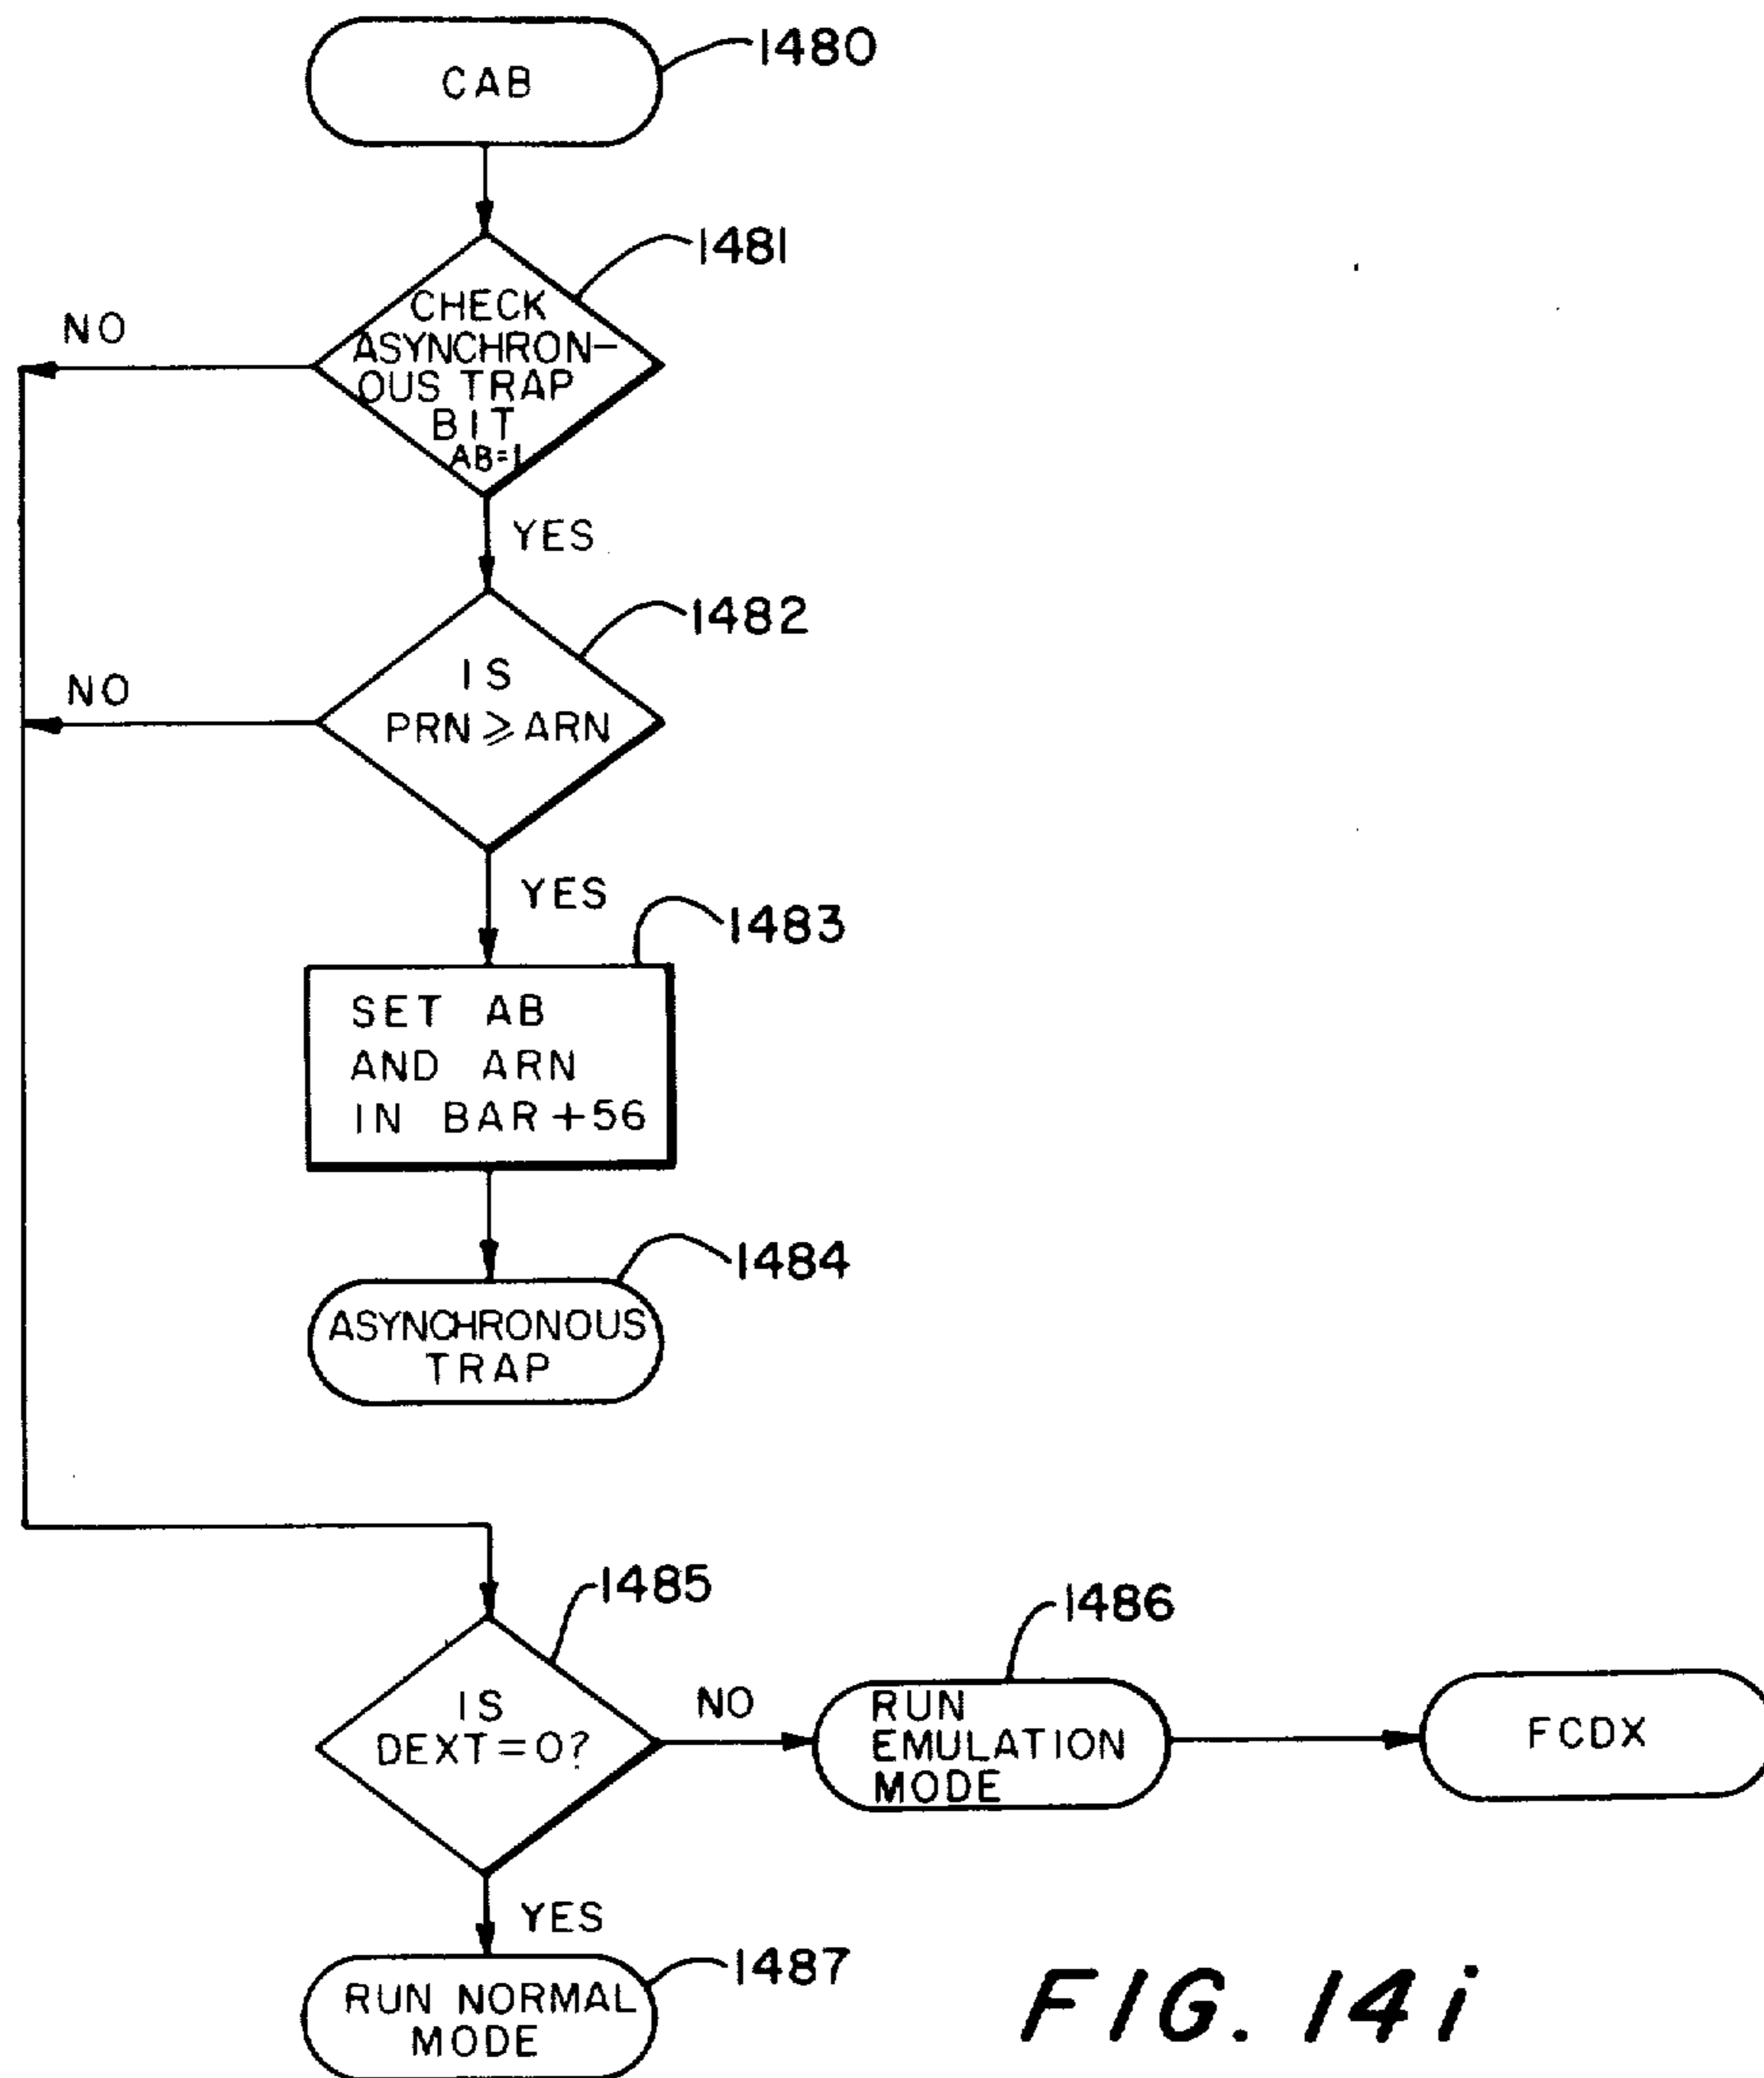 CAB
1480
CHECK
ASYNCHRON-
OUS TRAP
BIT
AB=1
1481
NO
YES
IS
PRN ⩾ ARN
1482
NO
YES
SET AB
AND ARN
IN BAR+56
1483
ASYNCHRONOUS
TRAP
1484
IS
DEXT=0?
1485
NO
RUN
EMULATION
MODE
1486
FCDX
YES
RUN NORMAL
MODE
1487
FIG. 14i